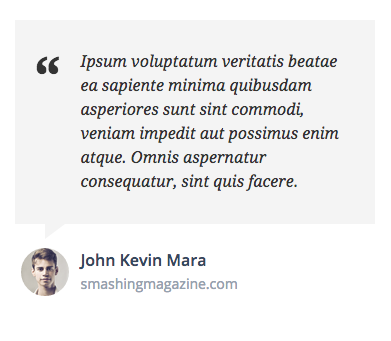 “ Ipsum voluptatum veritatis beatae
ea sapiente minima quibusdam
asperiores sunt sint commodi,
veniam impedit aut possimus enim
atque. Omnis aspernatur
consequatur, sint quis facere.
John Kevin Mara
smashingmagazine.com